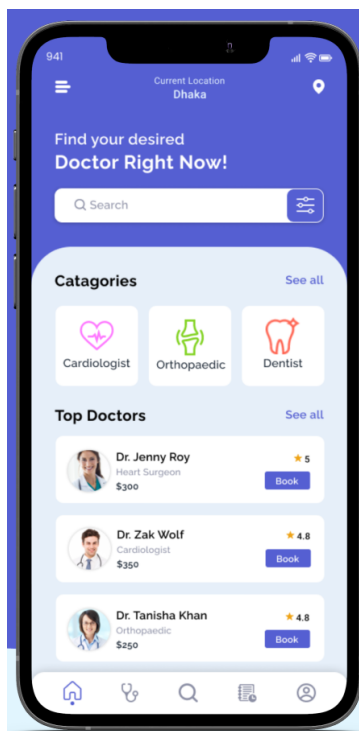 941
Current Location
Dhaka
Find your desired
Doctor Right Now!
Search
Catagories
See all
Cardiologist
Orthopaedic
Dentist
Top Doctors
See all
Dr. Jenny Roy
5
Heart Surgeon
$300
Book
Dr. Zak Wolf
4.8
Cardiologist
$350
Book
Dr. Tanisha Khan
4.8
Orthopaedic
$250
Book